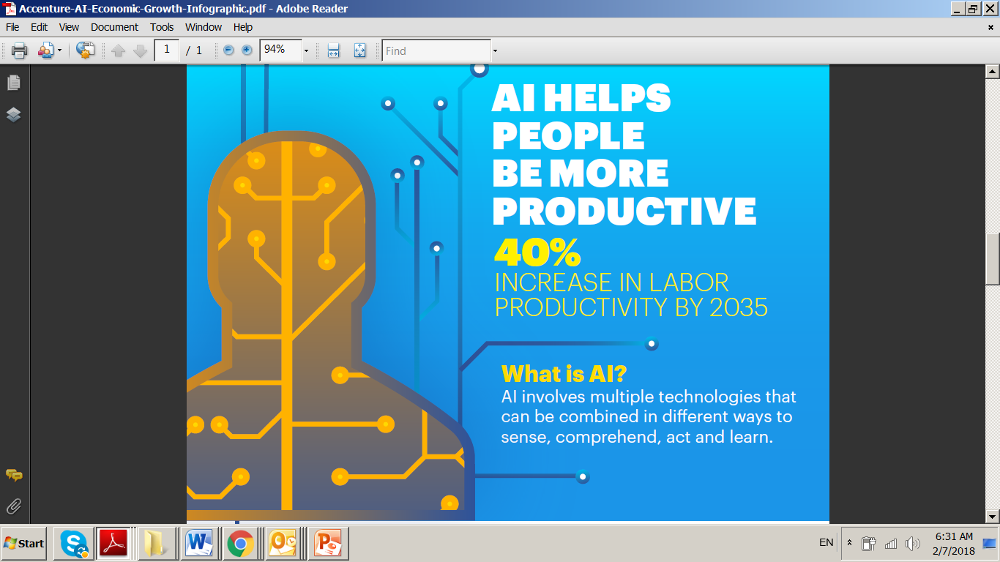 Accenture-AI-Economic-Growth-Infographic.pdf - Adobe Reader
File Edit View Document Tools Window Help
1 / 1 94% Find
AI HELPS
PEOPLE
BE MORE
PRODUCTIVE
40%
INCREASE IN LABOR
PRODUCTIVITY BY 2035
What is AI?
AI involves multiple technologies that
can be combined in different ways to
sense, comprehend, act and learn.
Start
EN
6:31 AM
2/7/2018